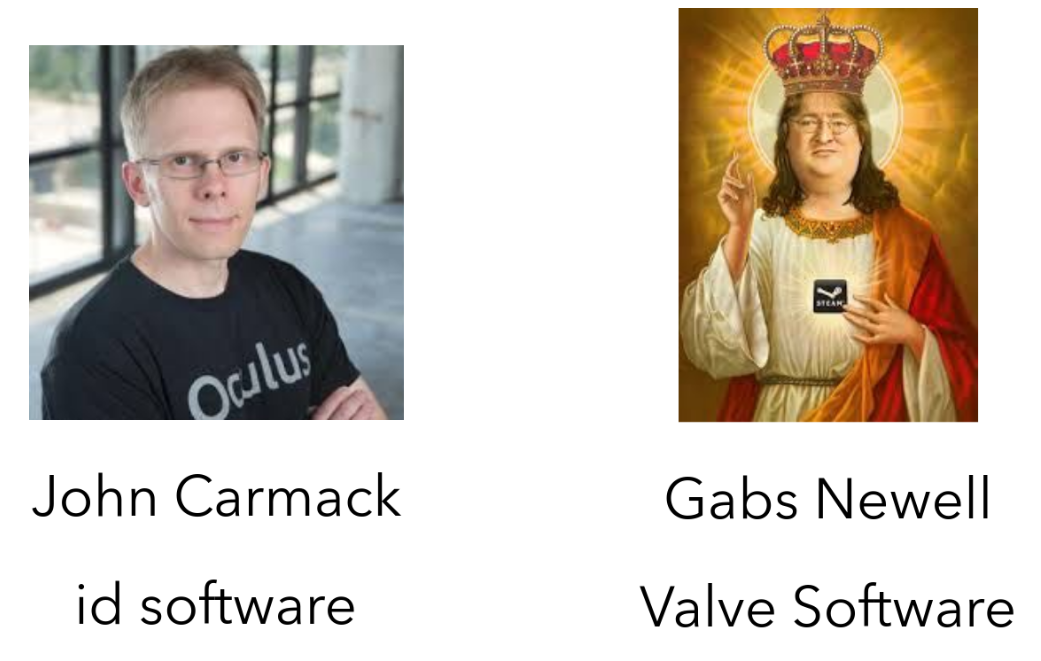 Oculus
STEAM
John Carmack
Gabs Newell
id software
Valve Software